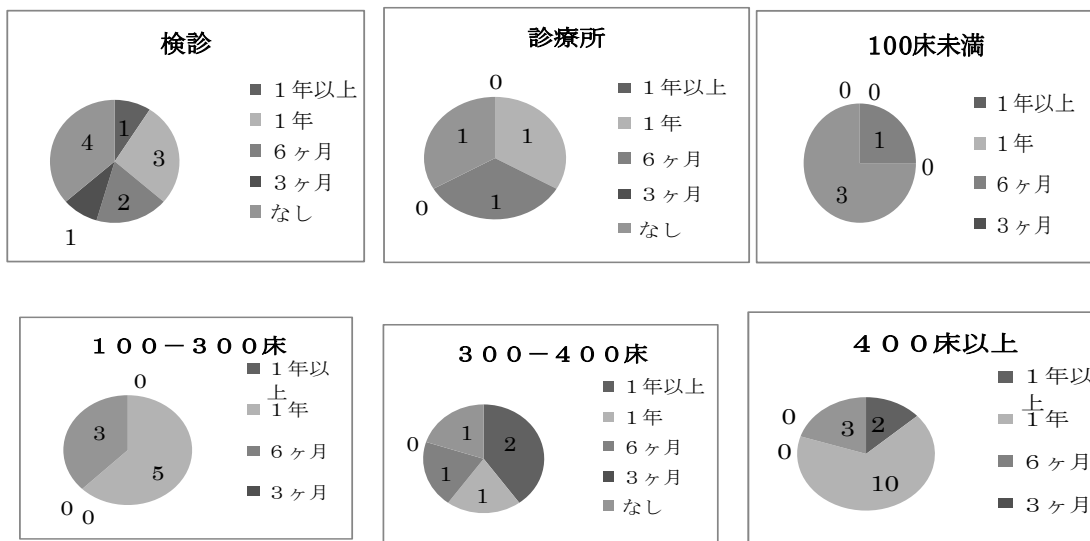 検診
1年以上
1年
6ヶ月
3ヶ月
なし
1
3
2
1
4
診療所
1年以上
1年
6ヶ月
3ヶ月
なし
0
1
1
0
1
100床未満
1年以上
1年
6ヶ月
3ヶ月
0
0
1
0
3
100−300床
1年以
上
1年
6ヶ月
3ヶ月
0
5
0
0
3
300−400床
1年以上
1年
6ヶ月
3ヶ月
なし
2
1
1
0
1
400床以上
1年以
上
1年
6ヶ月
3ヶ月
2
10
0
0
3